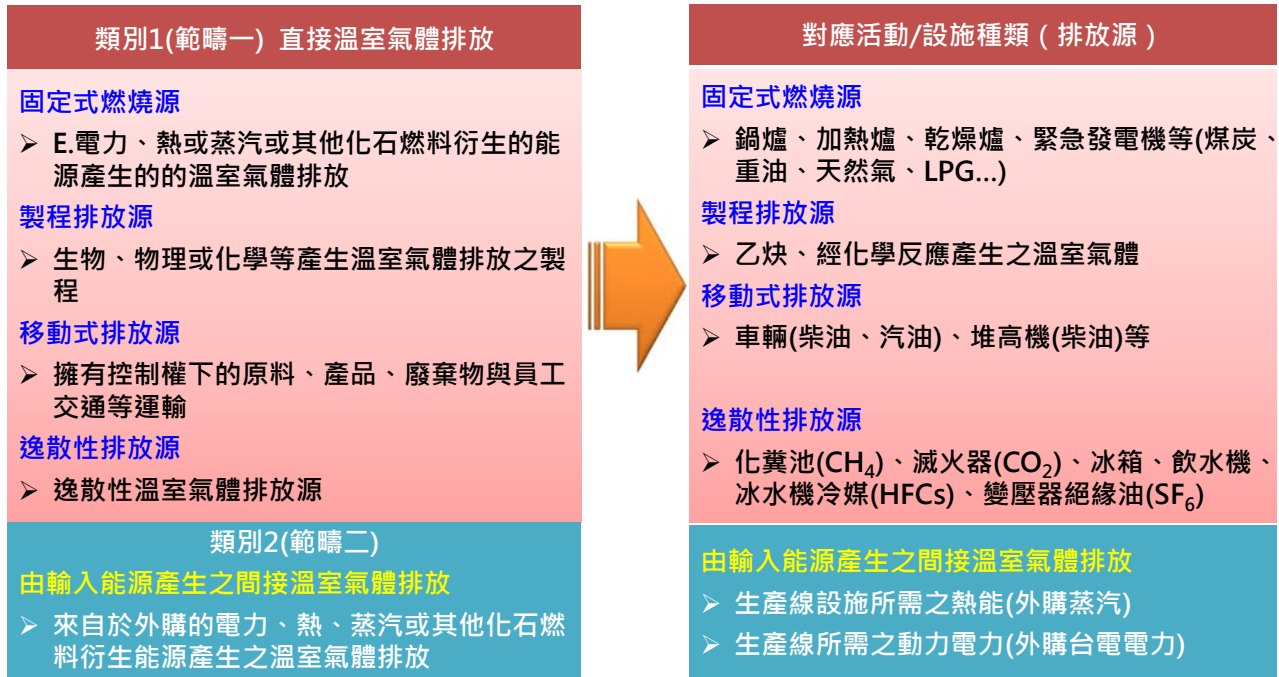 類別1(範疇一) 直接溫室氣體排放
固定式燃燒源
➢ E.電力、熱或蒸汽或其他化石燃料衍生的能
源產生的的溫室氣體排放
製程排放源
➢ 生物、物理或化學等產生溫室氣體排放之製
程
移動式排放源
➢ 擁有控制權下的原料、產品、廢棄物與員工
交通等運輸
逸散性排放源
➢ 逸散性溫室氣體排放源
類別2(範疇二)
由輸入能源產生之間接溫室氣體排放
➢ 來自於外購的電力、熱、蒸汽或其他化石燃
料衍生能源產生之溫室氣體排放
對應活動/設施種類（排放源）
固定式燃燒源
➢ 鍋爐、加熱爐、乾燥爐、緊急發電機等(煤炭、
重油、天然氣、LPG…)
製程排放源
➢ 乙炔、經化學反應產生之溫室氣體
移動式排放源
➢ 車輛(柴油、汽油)、堆高機(柴油)等
逸散性排放源
➢ 化糞池(CH₄)、滅火器(CO₂)、冰箱、飲水機、
冰水機冷媒(HFCs)、變壓器絕緣油(SF₆)
由輸入能源產生之間接溫室氣體排放
➢ 生產線設施所需之熱能(外購蒸汽)
➢ 生產線所需之動力電力(外購台電電力)